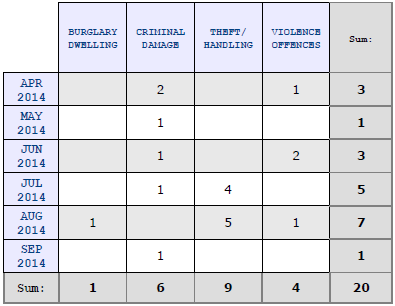 BURGLARY DWELLING CRIMINAL DAMAGE THEFT/ HANDLING VIOLENCE OFFENCES Sum:
APR 2014 2 1 3
MAY 2014 1 1
JUN 2014 1 2 3
JUL 2014 1 4 5
AUG 2014 1 5 1 7
SEP 2014 1 1
Sum: 1 6 9 4 20